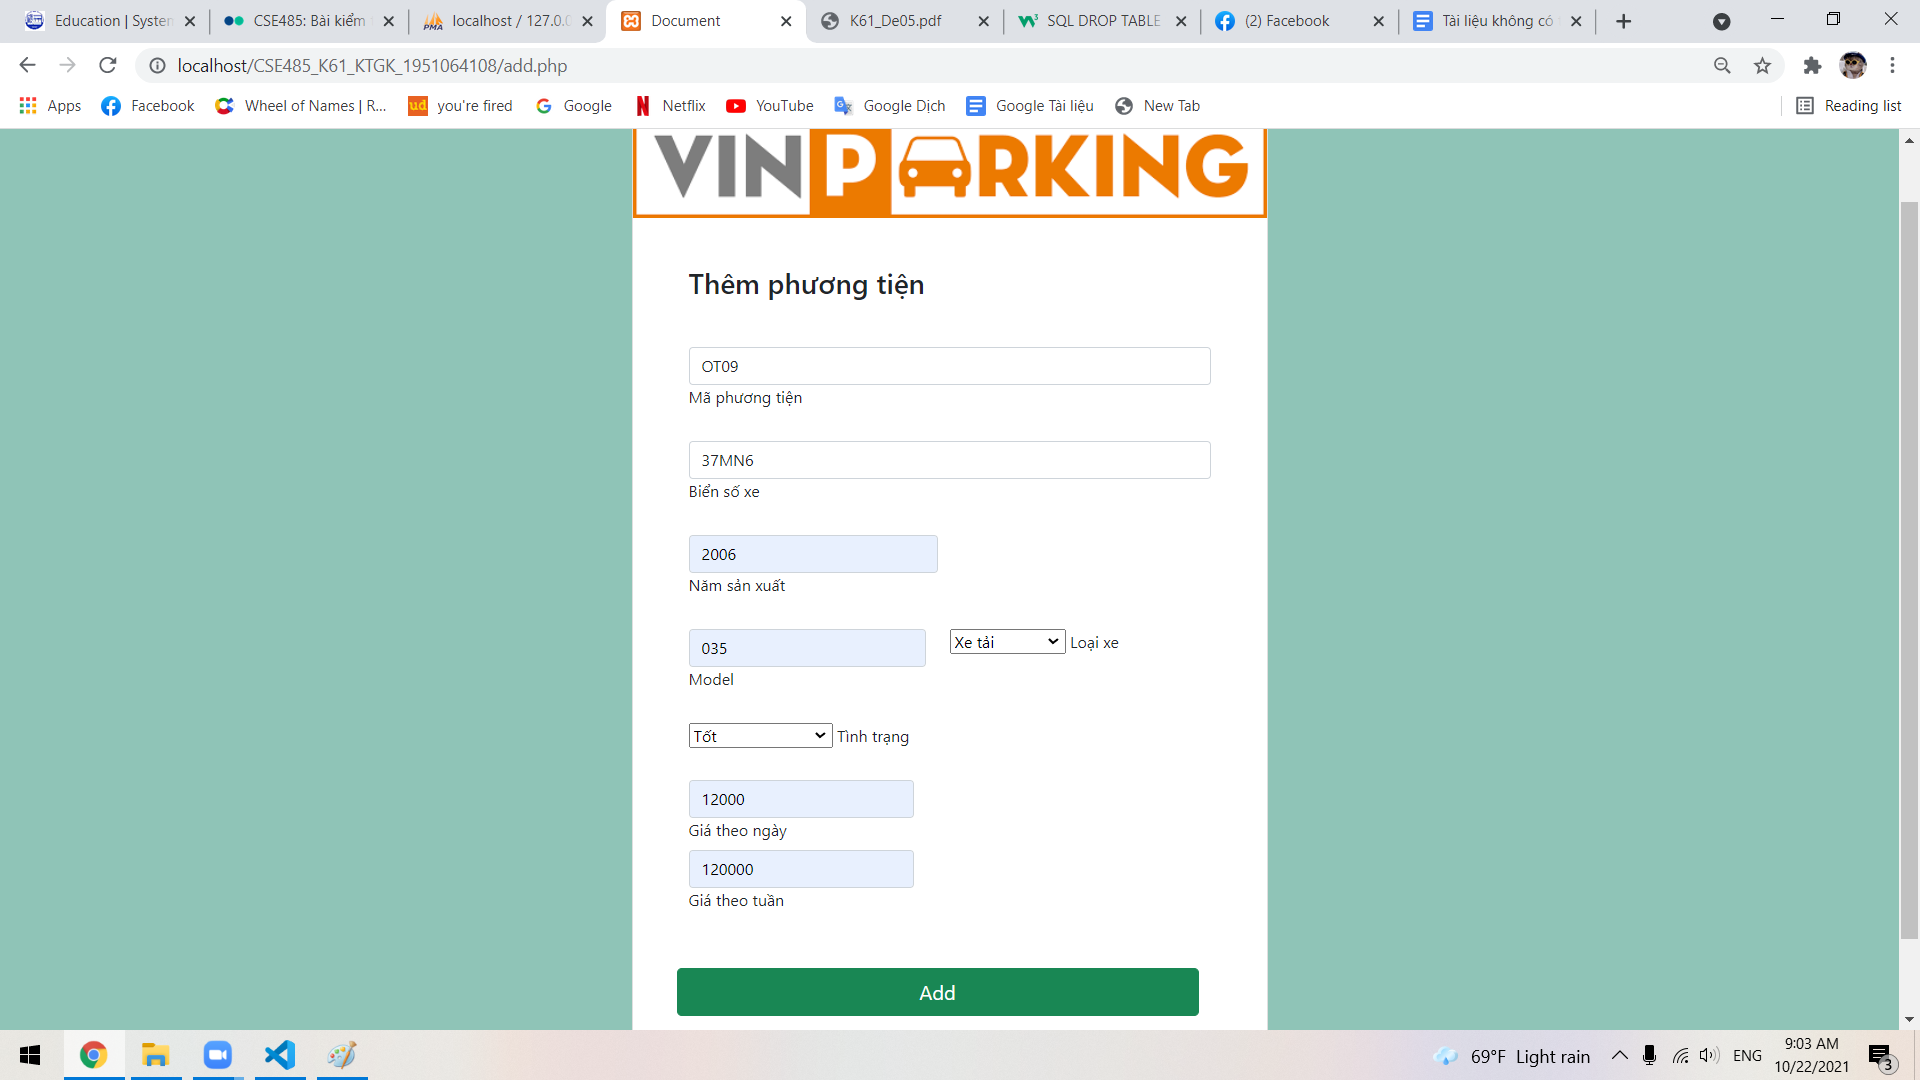 Education | System
CSE485: Bài kiểm
localhost / 127.0.0
Document
K61_De05.pdf
SQL DROP TABLE
(2) Facebook
Tài liệu không có
localhost/CSE485_K61_KTGK_1951064108/add.php
Apps
Facebook
Wheel of Names | R...
you're fired
Google
Netflix
YouTube
Google Dịch
Google Tài liệu
New Tab
Reading list
VINPARKING
Thêm phương tiện
OT09
Mã phương tiện
37MN6
Biển số xe
2006
Năm sản xuất
035
Xe tải Loại xe
Model
Tốt Tình trạng
12000
Giá theo ngày
120000
Giá theo tuần
Add
69°F Light rain
ENG
9:03 AM
10/22/2021
3